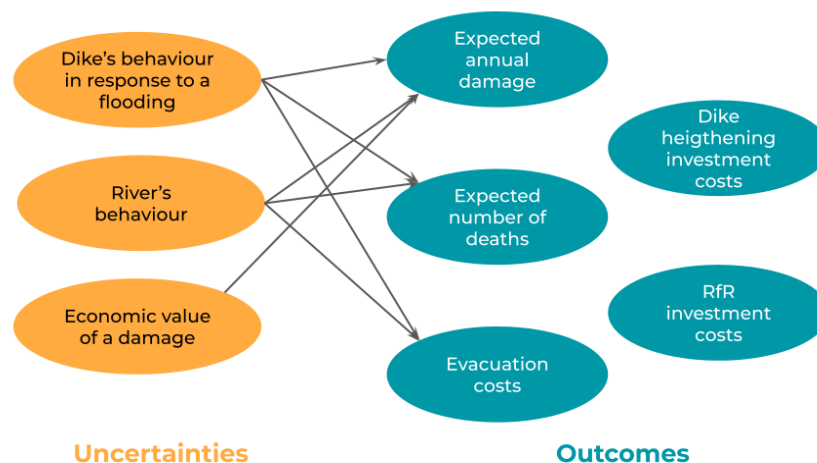 Dike's behaviour
in response to a
flooding
River's
behaviour
Economic value
of a damage
Expected
annual
damage
Expected
number of
deaths
Evacuation
costs
Dike
heigthening
investment
costs
RfR
investment
costs
Uncertainties
Outcomes